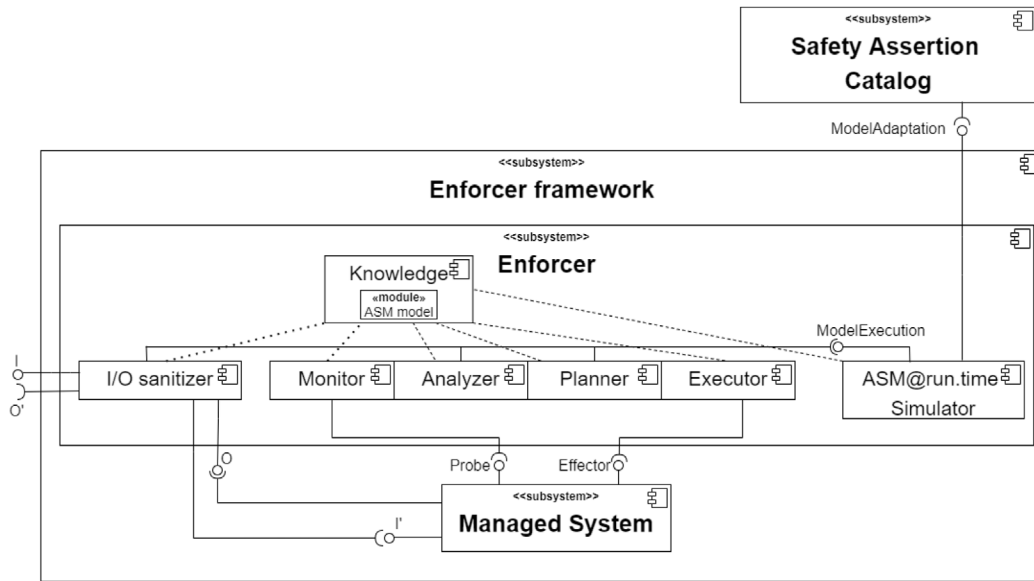 <<subsystem>>
Safety Assertion
Catalog
ModelAdaptation
<<subsystem>>
Enforcer framework
<<subsystem>>
Enforcer
Knowledge
«module»
ASM model
ModelExecution
I
O'
I/O sanitizer
Monitor
Analyzer
Planner
Executor
ASM@run.time
Simulator
O
Probe
Effector
I'
<<subsystem>>
Managed System